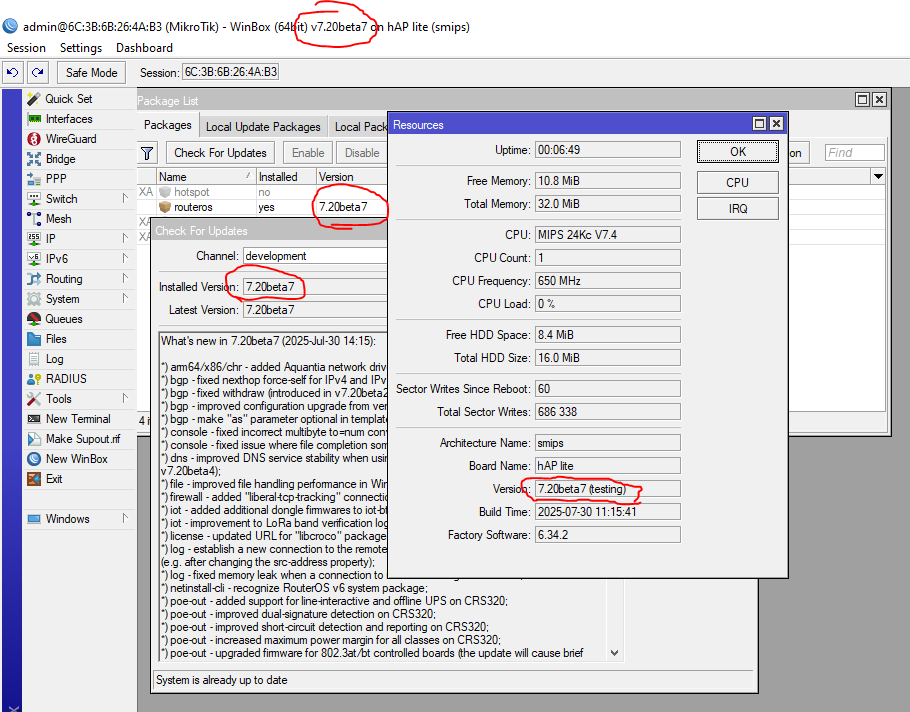 admin@6C:3B:6B:26:4A:B3 (MikroTik) - WinBox (64bit) v7.20beta7 on hAP lite (smips)
Session Settings Dashboard
Safe Mode Session: 6C:3B:6B:26:4A:B3
Quick Set
Interfaces
WireGuard
Bridge
PPP
Switch
Mesh
IP
IPv6
Routing
System
Queues
Files
Log
RADIUS
Tools
New Terminal
Make Supout.rif
New WinBox
Exit
Windows
Package List
Packages Local Update Packages Local Pack
Check For Updates Enable Disable on Find
Name Installed Version
XA hotspot no
routeros yes 7.20beta7
XA
XA
4 it
Check For Updates
Channel: development
Installed Version: 7.20beta7
Latest Version: 7.20beta7
What's new in 7.20beta7 (2025-Jul-30 14:15):
*) arm64/x86/chr - added Aquantia network driv
*) bgp - fixed nexthop force-self for IPv4 and IPv
*) bgp - fixed withdraw (introduced in v7.20beta2
*) bgp - improved configuration upgrade from ver
*) bgp - make "as" parameter optional in template
*) console - fixed incorrect multibyte to=num conv
*) console - fixed issue where file completion som
*) dns - improved DNS service stability when usi
v7.20beta4);
*) file - improved file handling performance in Win
*) firewall - added "liberal-tcp-tracking" connectio
*) iot - added additional dongle firmwares to iot-bt
*) iot - improvement to LoRa band verification log
*) license - updated URL for "libcroco" package
*) log - establish a new connection to the remote
(e.g. after changing the src-address property);
*) log - fixed memory leak when a connection to
*) netinstall-cli - recognize RouterOS v6 system package;
*) poe-out - added support for line-interactive and offline UPS on CRS320;
*) poe-out - improved dual-signature detection on CRS320;
*) poe-out - improved short-circuit detection and reporting on CRS320;
*) poe-out - increased maximum power margin for all classes on CRS320;
*) poe-out - upgraded firmware for 802.3at/bt controlled boards (the update will cause brief
System is already up to date
Resources
Uptime: 00:06:49
Free Memory: 10.8 MiB
Total Memory: 32.0 MiB
CPU: MIPS 24Kc V7.4
CPU Count: 1
CPU Frequency: 650 MHz
CPU Load: 0 %
Free HDD Space: 8.4 MiB
Total HDD Size: 16.0 MiB
Sector Writes Since Reboot: 60
Total Sector Writes: 686 338
Architecture Name: smips
Board Name: hAP lite
Version: 7.20beta7 (testing)
Build Time: 2025-07-30 11:15:41
Factory Software: 6.34.2
OK
CPU
IRQ